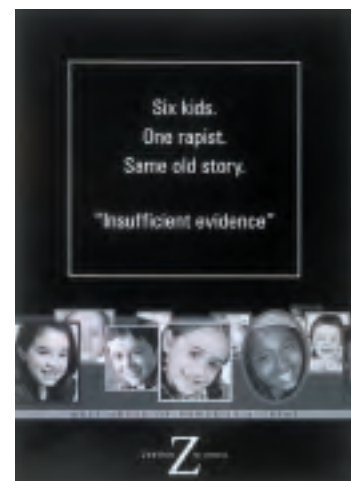 Six kids.
One rapist.
Same old story.
"Insufficient evidence"
Z